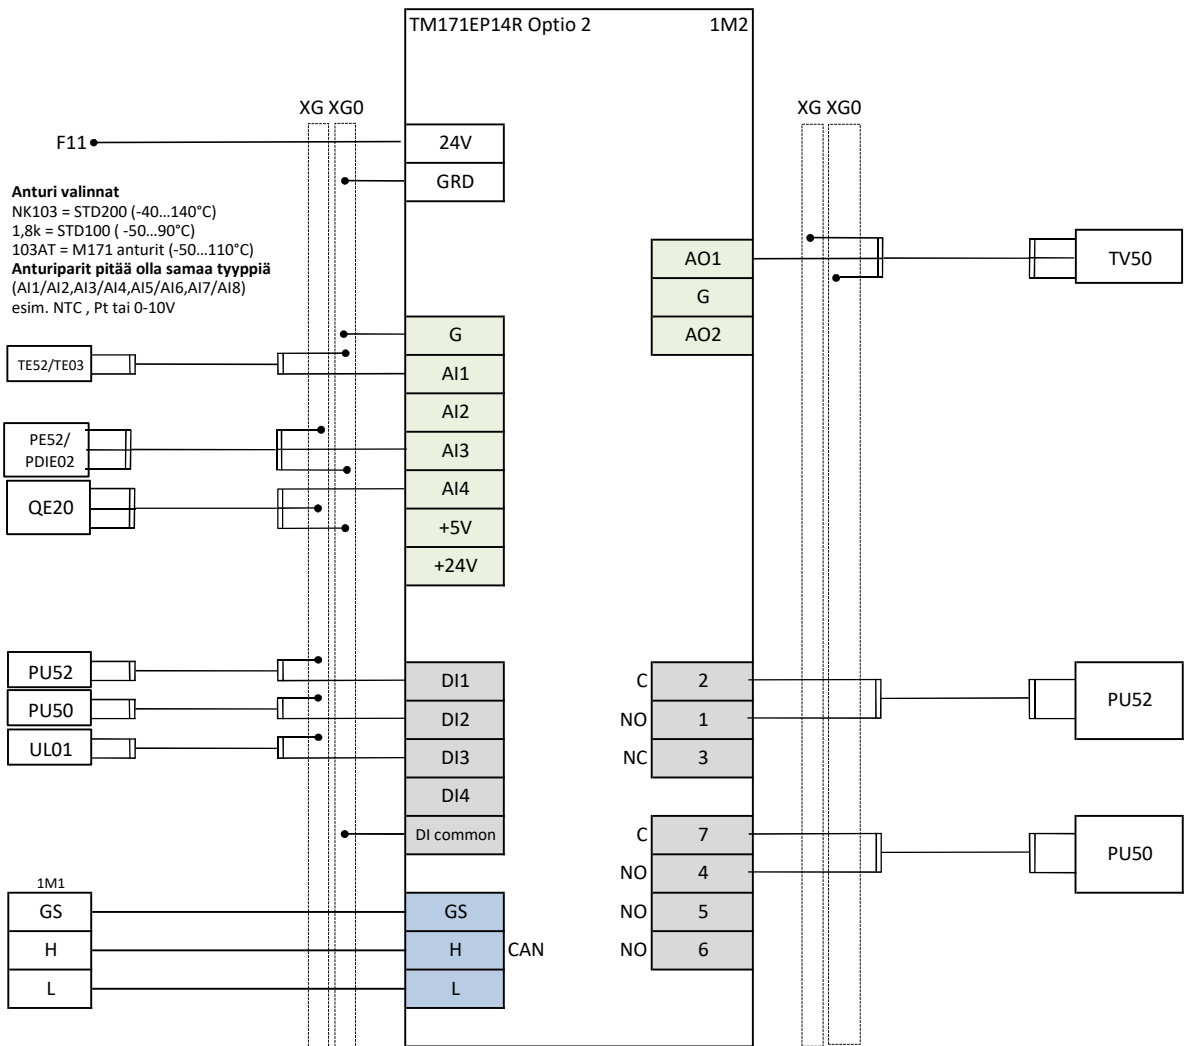 TM171EP14R Optio 2
1M2
XG XG0
XG XG0
F11
24V
GRD
Anturi valinnat
NK103 = STD200 (-40...140°C)
1,8k = STD100 ( -50...90°C)
103AT = M171 anturit (-50...110°C)
Anturiparit pitää olla samaa tyyppiä
(AI1/AI2,AI3/AI4,AI5/AI6,AI7/AI8)
esim. NTC , Pt tai 0-10V
AO1
G
AO2
TV50
G
AI1
AI2
AI3
AI4
+5V
+24V
TE52/TE03
PE52/
PDIE02
QE20
PU52
PU50
UL01
DI1
DI2
DI3
DI4
DI common
C 2
NO 1
NC 3
PU52
C 7
NO 4
NO 5
NO 6
PU50
1M1
GS
H
L
GS
H CAN
L